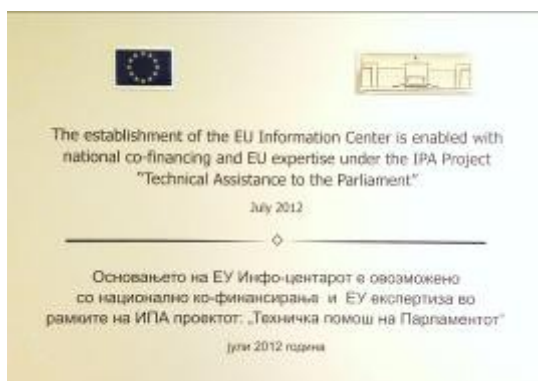 The establishment of the EU Information Center is enabled with
national co-financing and EU expertise under the IPA Project
"Technical Assistance to the Parliament"
July 2012
Основањето на ЕУ Инфо-центарот е овозможено
со национално ко-финансирање и ЕУ експертиза во
рамките на ИПА проектот: „Техничка помош на Парламентот“
јули 2012 година